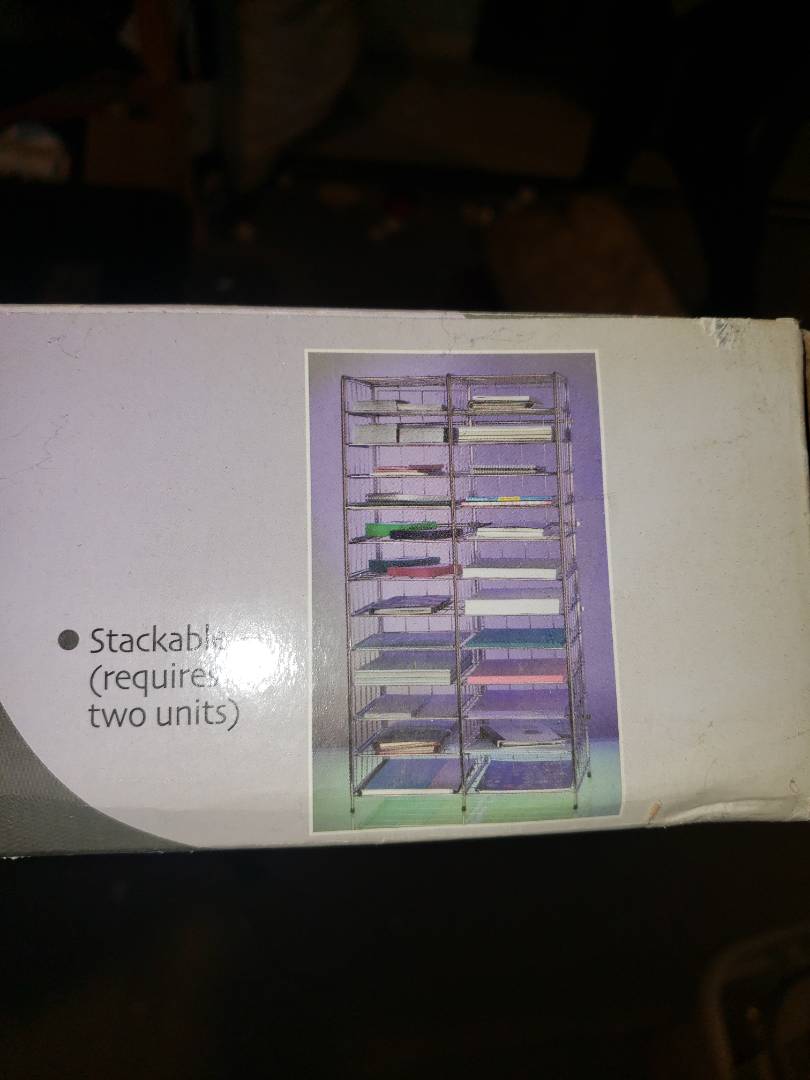 ● Stackable
(requires
two units)